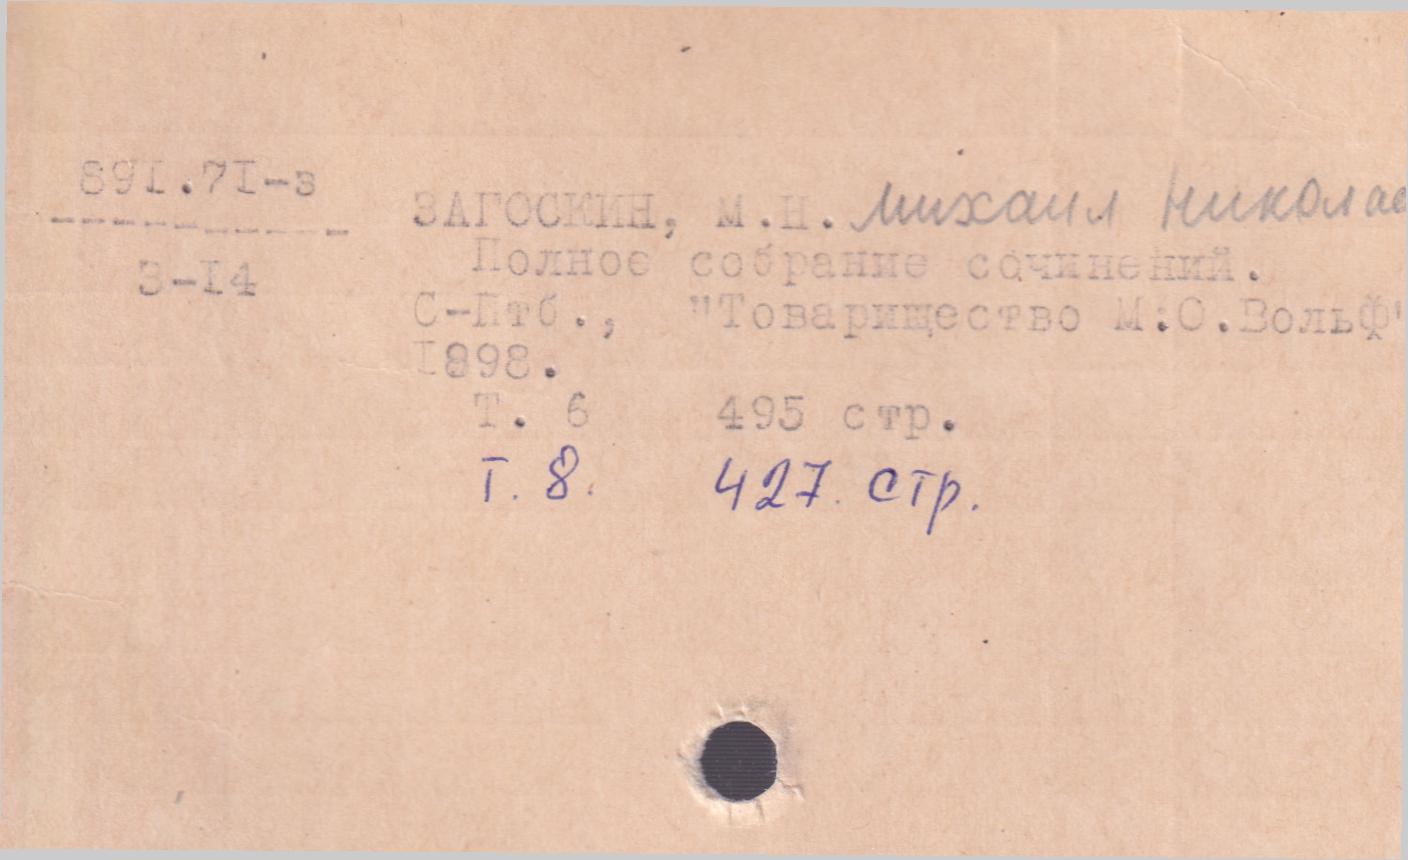 891.71-з
ЗАГОСКИН, М.Н. Михаил Николае
Полное собрание сочинений.
З-14
С-Птб., "Товарищество М.О.Вольф"
1898.
Т. 6 495 стр.
Т. 8. 427. стр.